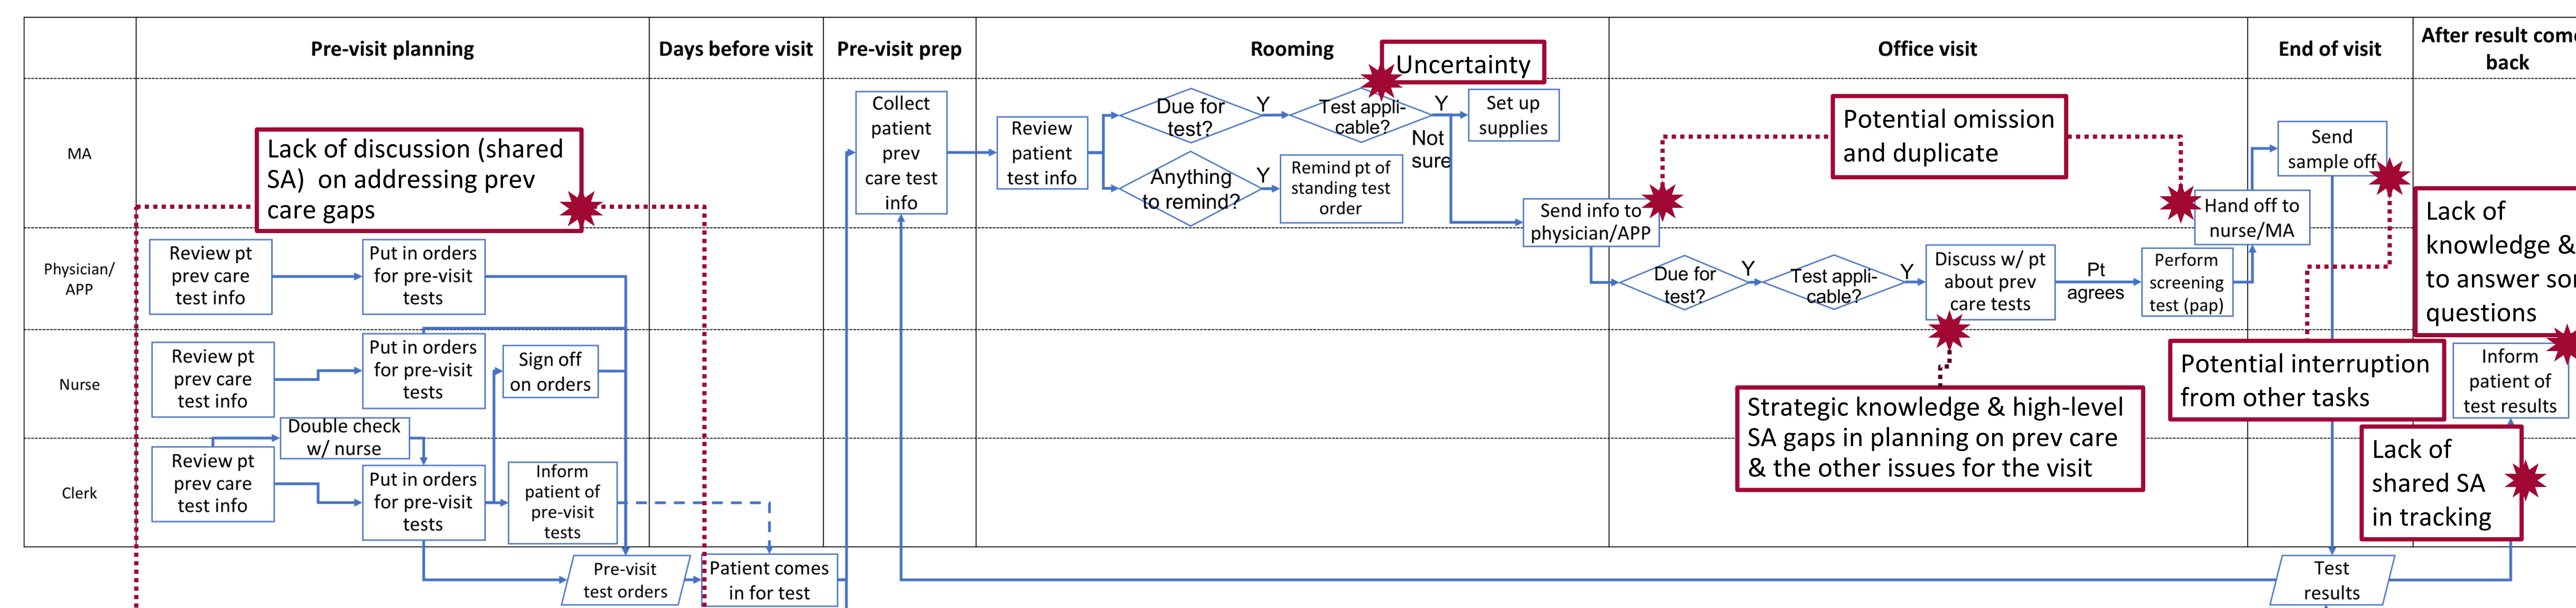 Pre-visit planning
Days before visit
Pre-visit prep
Rooming
Office visit
End of visit
After result come
back
MA
Lack of discussion (shared
SA) on addressing prev
care gaps
Collect
patient
prev
care test
info
Review
patient
test info
Due for
test?
Y
Uncertainty
Test appli-
cable?
Y
Not
sure
Set up
supplies
Anything
to remind?
Y
Remind pt of
standing test
order
Send info to
physician/APP
Potential omission
and duplicate
Hand off to
nurse/MA
Send
sample off
Lack of
knowledge &
to answer
questions
Physician/
APP
Review pt
prev care
test info
Put in orders
for pre-visit
tests
Due for
test?
Y
Test appli-
cable?
Y
Discuss w/ pt
about prev
care tests
Pt
agrees
Perform
screening
test (pap)
Nurse
Review pt
prev care
test info
Put in orders
for pre-visit
tests
Sign off
on orders
Strategic knowledge & high-level
SA gaps in planning on prev care
& the other issues for the visit
Potential interruption
from other tasks
Inform
patient of
test results
Double check
w/ nurse
Clerk
Review pt
prev care
test info
Put in orders
for pre-visit
tests
Inform
patient of
pre-visit
tests
Lack of
shared SA
in tracking
Pre-visit
test orders
Patient comes
in for test
Test
results